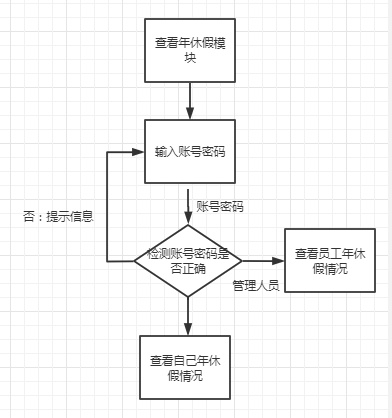 查看年休假模
块
输入账号密码
账号密码
否：提示信息
检测账号密码是
否正确
查看员工年休
假情况
管理人员
查看自己年休
假情况